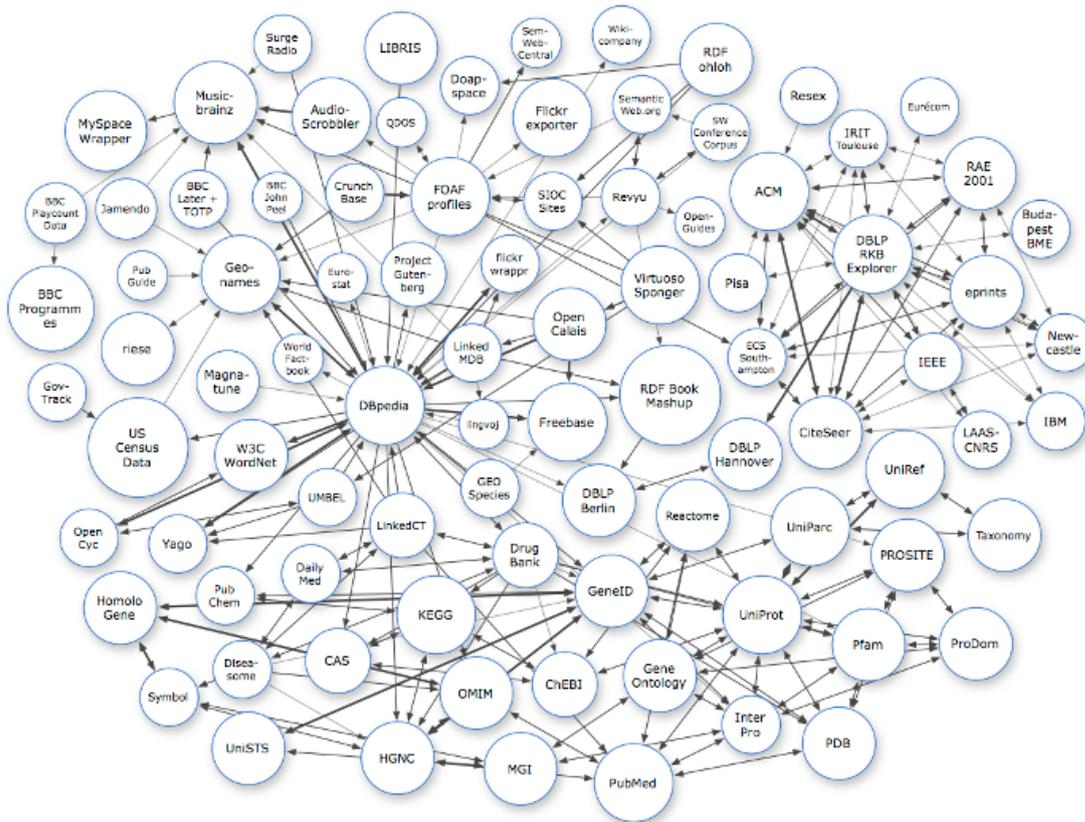 Surge
Radio
LIBRIS
Sem-
Web-
Central
Wiki-
company
RDF
ohloh
Doap-
space
Music-
brainz
Audio-
Scrobbler
QDOS
Flickr
exporter
Semantic
Web.org
SW
Conference
Corpus
MySpace
Wrapper
Resex
Eurécom
IRIT
Toulouse
RAE
2001
ACM
BBC
Playcount
Data
Jamendo
BBC
Later +
TOTP
BBC
John
Peel
Crunch
Base
FOAF
profiles
SIOC
Sites
Revyu
Open-
Guides
DBLP
RKB
Explorer
Buda-
pest
BME
Pub
Guide
Geo-
names
Euro-
stat
Project
Guten-
berg
flickr
wrappr
Virtuoso
Sponger
Pisa
eprints
BBC
Programm
es
riese
World
Fact-
book
Linked
MDB
Open
Calais
ECS
South-
ampton
IEEE
New-
castle
Gov-
Track
Magna-
tune
DBpedia
RDF Book
Mashup
US
Census
Data
W3C
WordNet
lingvoj
Freebase
CiteSeer
LAAS-
CNRS
IBM
DBLP
Hannover
UMBEL
GEO
Species
DBLP
Berlin
UniRef
Open
Cyc
Yago
LinkedCT
Reactome
UniParc
Taxonomy
Daily
Med
Drug
Bank
PROSITE
Homolo
Gene
Pub
Chem
KEGG
GeneID
UniProt
Pfam
ProDom
Disea-
some
CAS
Symbol
OMIM
ChEBI
Gene
Ontology
Inter
Pro
UniSTS
HGNC
MGI
PubMed
PDB